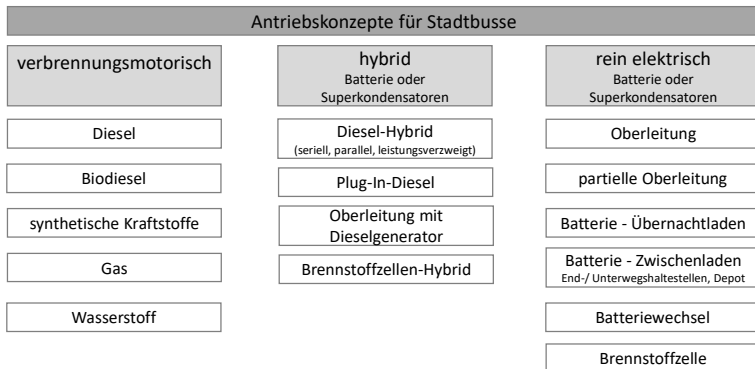 Antriebskonzepte für Stadtbusse
verbrennungsmotorisch
Diesel
Biodiesel
synthetische Kraftstoffe
Gas
Wasserstoff
hybrid
Batterie oder
Superkondensatoren
Diesel-Hybrid
(seriell, parallel, leistungsverzweigt)
Plug-In-Diesel
Oberleitung mit
Dieselgenerator
Brennstoffzellen-Hybrid
rein elektrisch
Batterie oder
Superkondensatoren
Oberleitung
partielle Oberleitung
Batterie - Übernachtladen
Batterie - Zwischenladen
End-/ Unterwegshaltestellen, Depot
Batteriewechsel
Brennstoffzelle